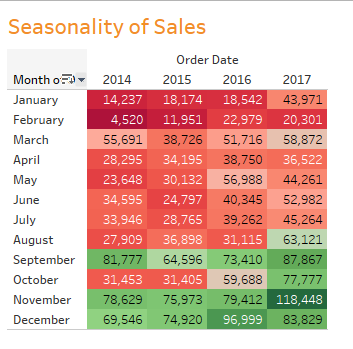 Seasonality of Sales
Order Date
Month o 2014 2015 2016 2017
January 14,237 18,174 18,542 43,971
February 4,520 11,951 22,979 20,301
March 55,691 38,726 51,716 58,872
April 28,295 34,195 38,750 36,522
May 23,648 30,132 56,988 44,261
June 34,595 24,797 40,345 52,982
July 33,946 28,765 39,262 45,264
August 27,909 36,898 31,115 63,121
September 81,777 64,596 73,410 87,867
October 31,453 31,405 59,688 77,777
November 78,629 75,973 79,412 118,448
December 69,546 74,920 96,999 83,829